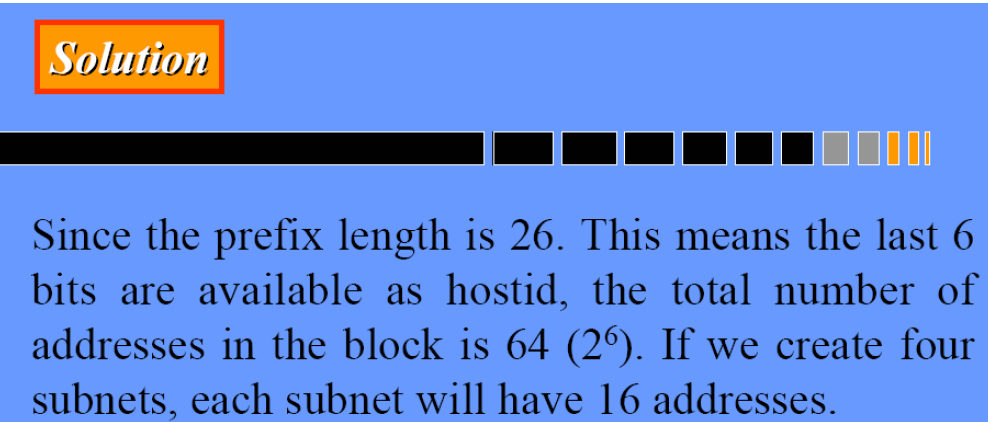 Solution
Since the prefix length is 26. This means the last 6
bits are available as hostid, the total number of
addresses in the block is 64 (2⁶). If we create four
subnets, each subnet will have 16 addresses.